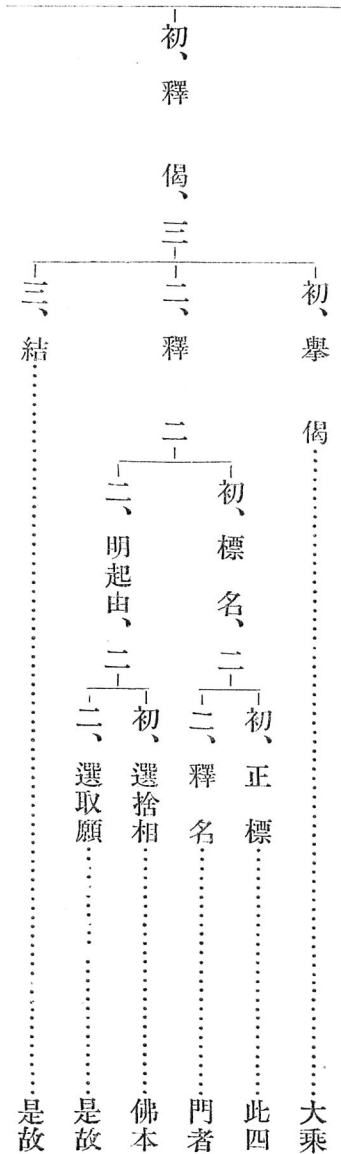 初、釋偈、三
初、擧偈……大乘
二、釋二
初、標名、二
初、正標……此四
二、釋名……門者
二、明起由、二
初、選捨相……佛本
二、選取願……是故
三、結……是故